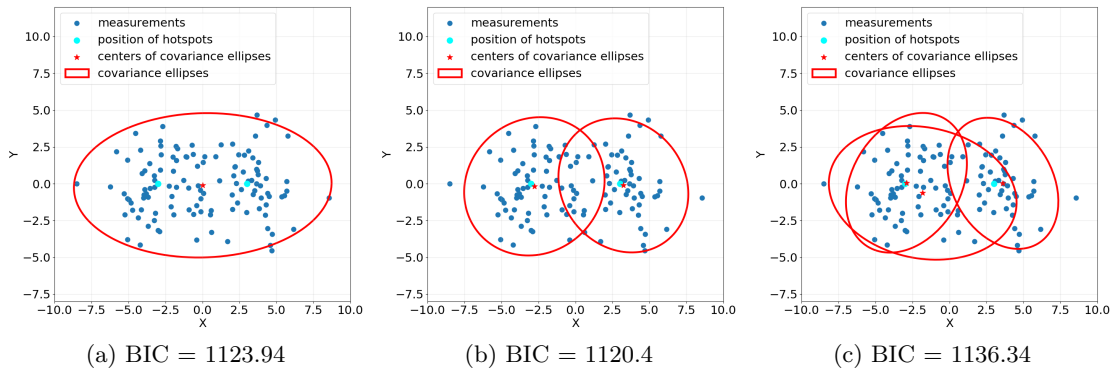 measurements
position of hotspots
centers of covariance ellipses
covariance ellipses
10.0
7.5
5.0
2.5
0.0
−2.5
−5.0
−7.5
Y
−10.0 −7.5 −5.0 −2.5 0.0 2.5 5.0 7.5 10.0
X
(a) BIC = 1123.94
measurements
position of hotspots
centers of covariance ellipses
covariance ellipses
10.0
7.5
5.0
2.5
0.0
−2.5
−5.0
−7.5
Y
−10.0 −7.5 −5.0 −2.5 0.0 2.5 5.0 7.5 10.0
X
(b) BIC = 1120.4
measurements
position of hotspots
centers of covariance ellipses
covariance ellipses
10.0
7.5
5.0
2.5
0.0
−2.5
−5.0
−7.5
Y
−10.0 −7.5 −5.0 −2.5 0.0 2.5 5.0 7.5 10.0
X
(c) BIC = 1136.34